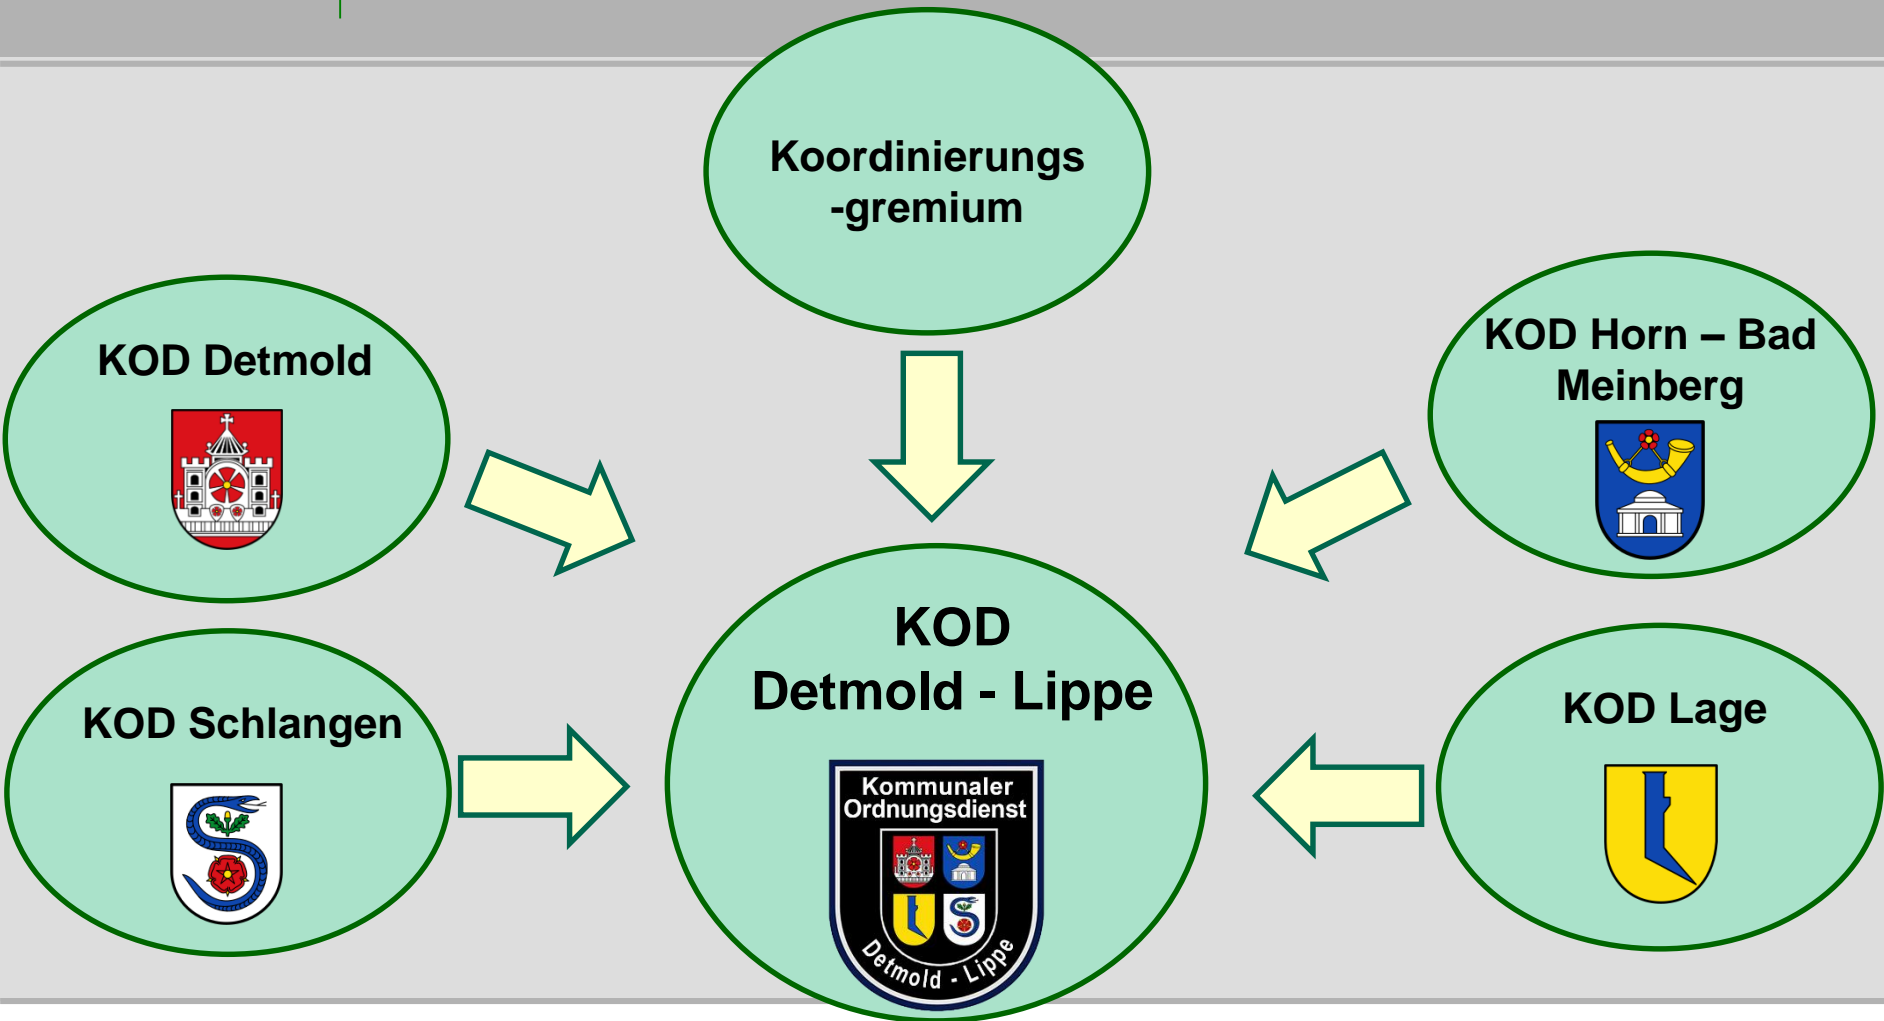 Koordinierungs
-gremium
KOD Detmold
KOD Horn – Bad
Meinberg
KOD Schlangen
KOD
Detmold - Lippe
KOD Lage
Kommunaler
Ordnungsdienst
Detmold - Lippe